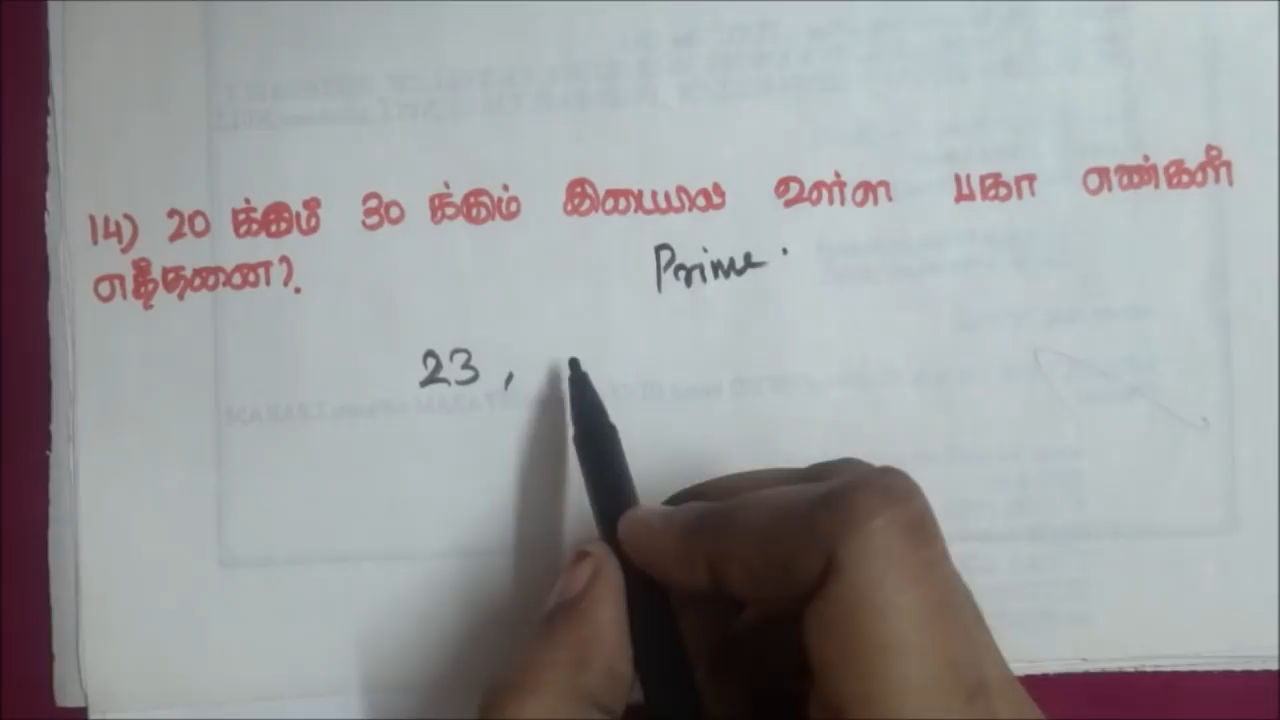 14) 20 க்கும் 30 க்கும் இடையில் உள்ள பகா எண்கள்
எத்தனை?
Prime.
23,